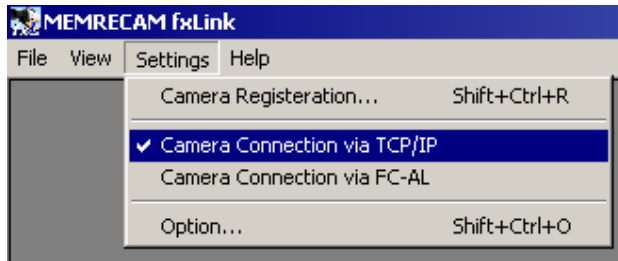 MEMRECAM fxLink
File View Settings Help
Camera Registeration... Shift+Ctrl+R
Camera Connection via TCP/IP
Camera Connection via FC-AL
Option... Shift+Ctrl+O